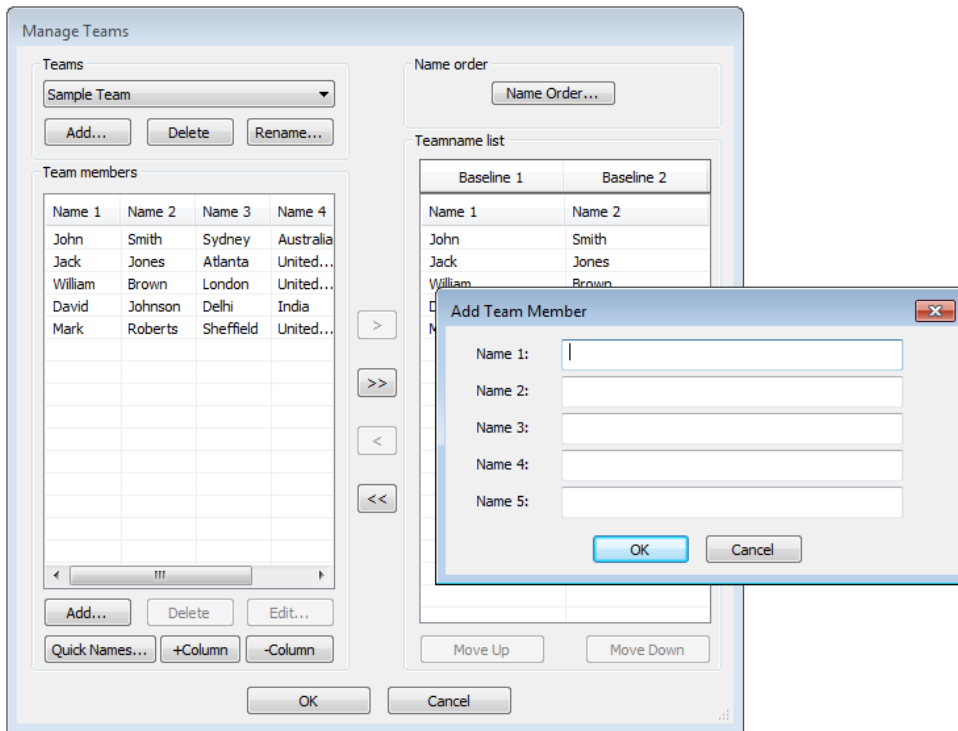 Manage Teams
Teams
Sample Team
Add... Delete Rename...
Team members
Name 1 Name 2 Name 3 Name 4
John Smith Sydney Australia
Jack Jones Atlanta United...
William Brown London United...
David Johnson Delhi India
Mark Roberts Sheffield United...
Add... Delete Edit...
Quick Names... +Column -Column
>
>>
<
<<
Name order
Name Order...
Teamname list
Baseline 1 Baseline 2
Name 1 Name 2
John Smith
Jack Jones
William Brown
Move Up Move Down
OK Cancel
Add Team Member
Name 1:
Name 2:
Name 3:
Name 4:
Name 5:
OK Cancel